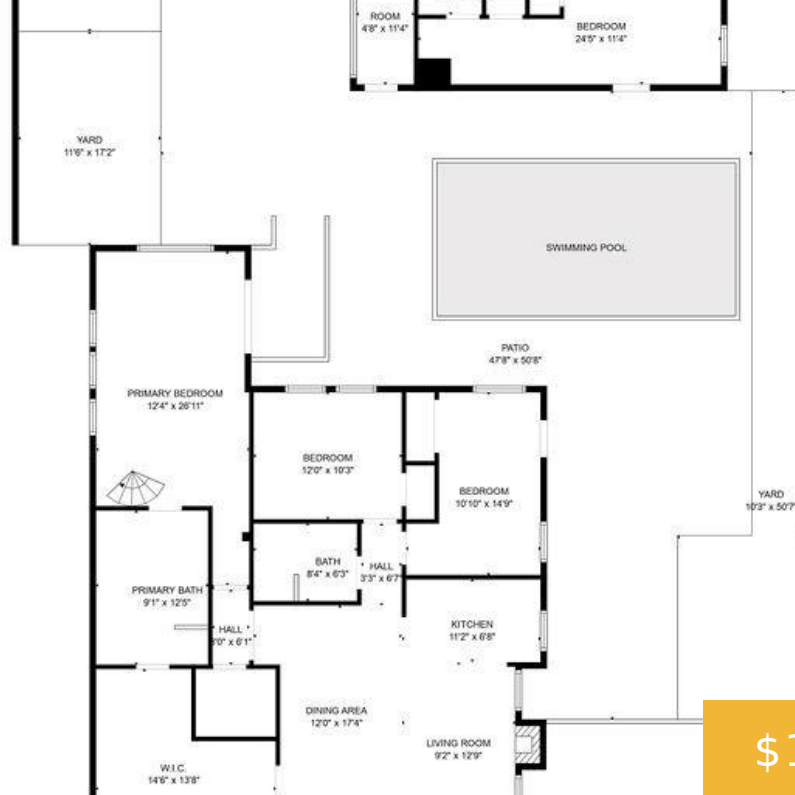 ROOM
4'8" x 11'4"
BEDROOM
24'5" x 11'4"
YARD
11'6" x 17'2"
SWIMMING POOL
PATIO
47'8" x 50'8"
PRIMARY BEDROOM
12'4" x 26'11"
BEDROOM
12'0" x 10'3"
BEDROOM
10'10" x 14'9"
YARD
10'3" x 50'7"
BATH
8'4" x 6'3"
HALL
3'3" x 6'7"
PRIMARY BATH
9'1" x 12'5"
HALL
x 6'1"
KITCHEN
11'2" x 6'8"
DINING AREA
12'0" x 17'4"
LIVING ROOM
9'2" x 12'9"
W.I.C.
14'6" x 13'8"
$1